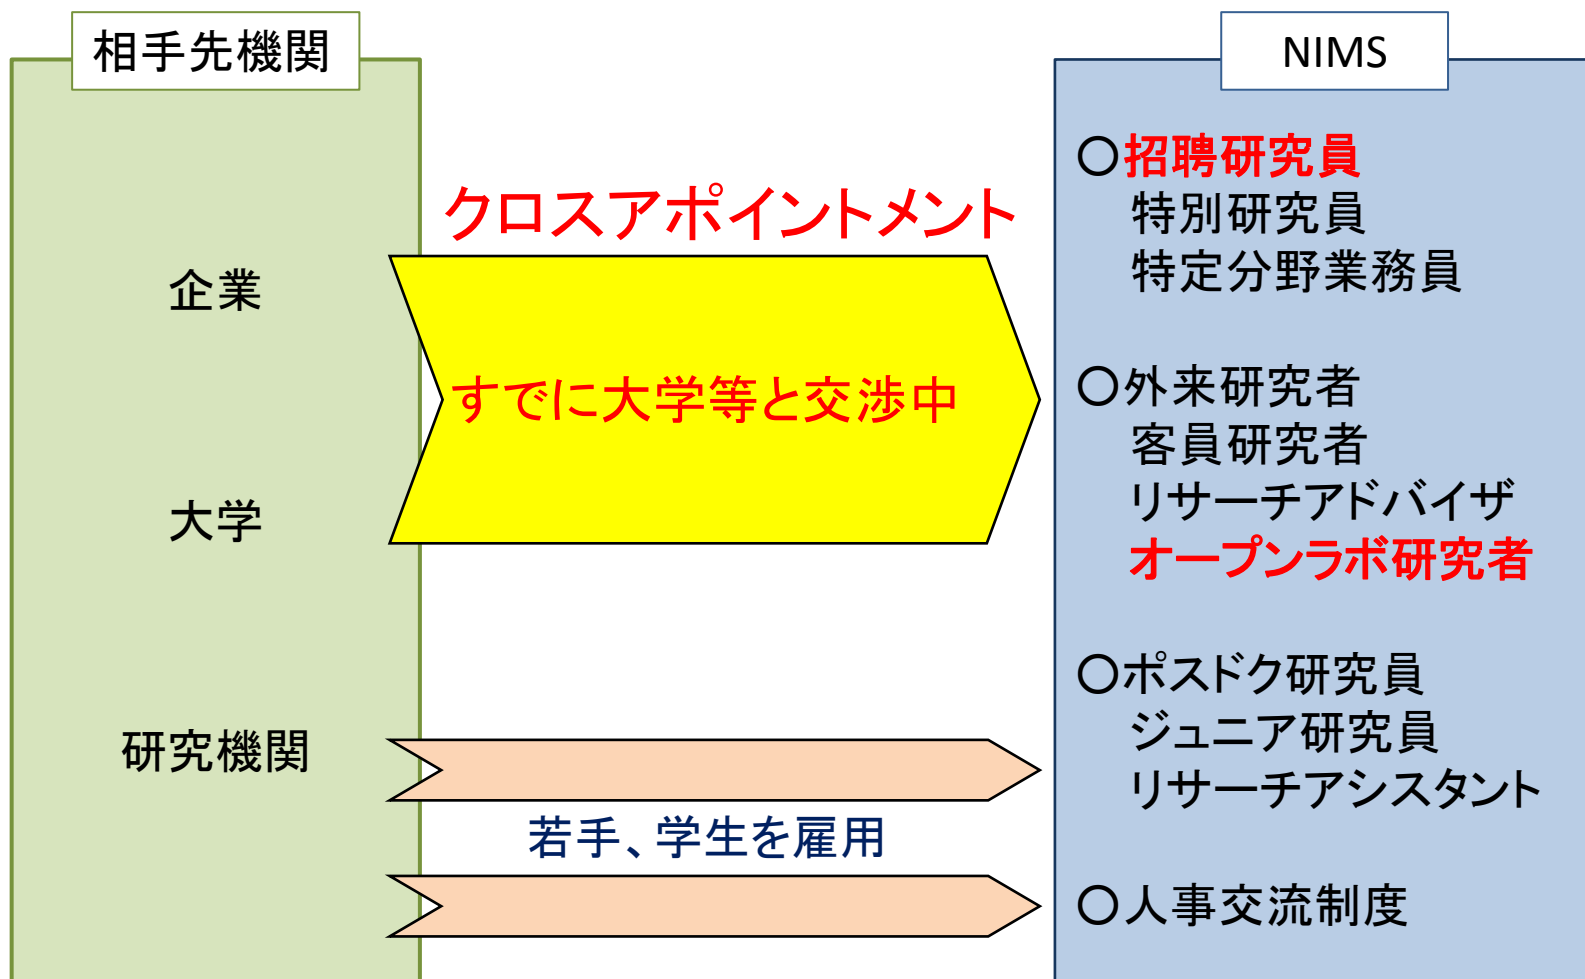 相手先機関
企業
大学
研究機関
クロスアポイントメント
すでに大学等と交渉中
若手、学生を雇用
NIMS
○招聘研究員
特別研究員
特定分野業務員
○外来研究者
客員研究者
リサーチアドバイザ
オープンラボ研究者
○ポスドク研究員
ジュニア研究員
リサーチアシスタント
○人事交流制度